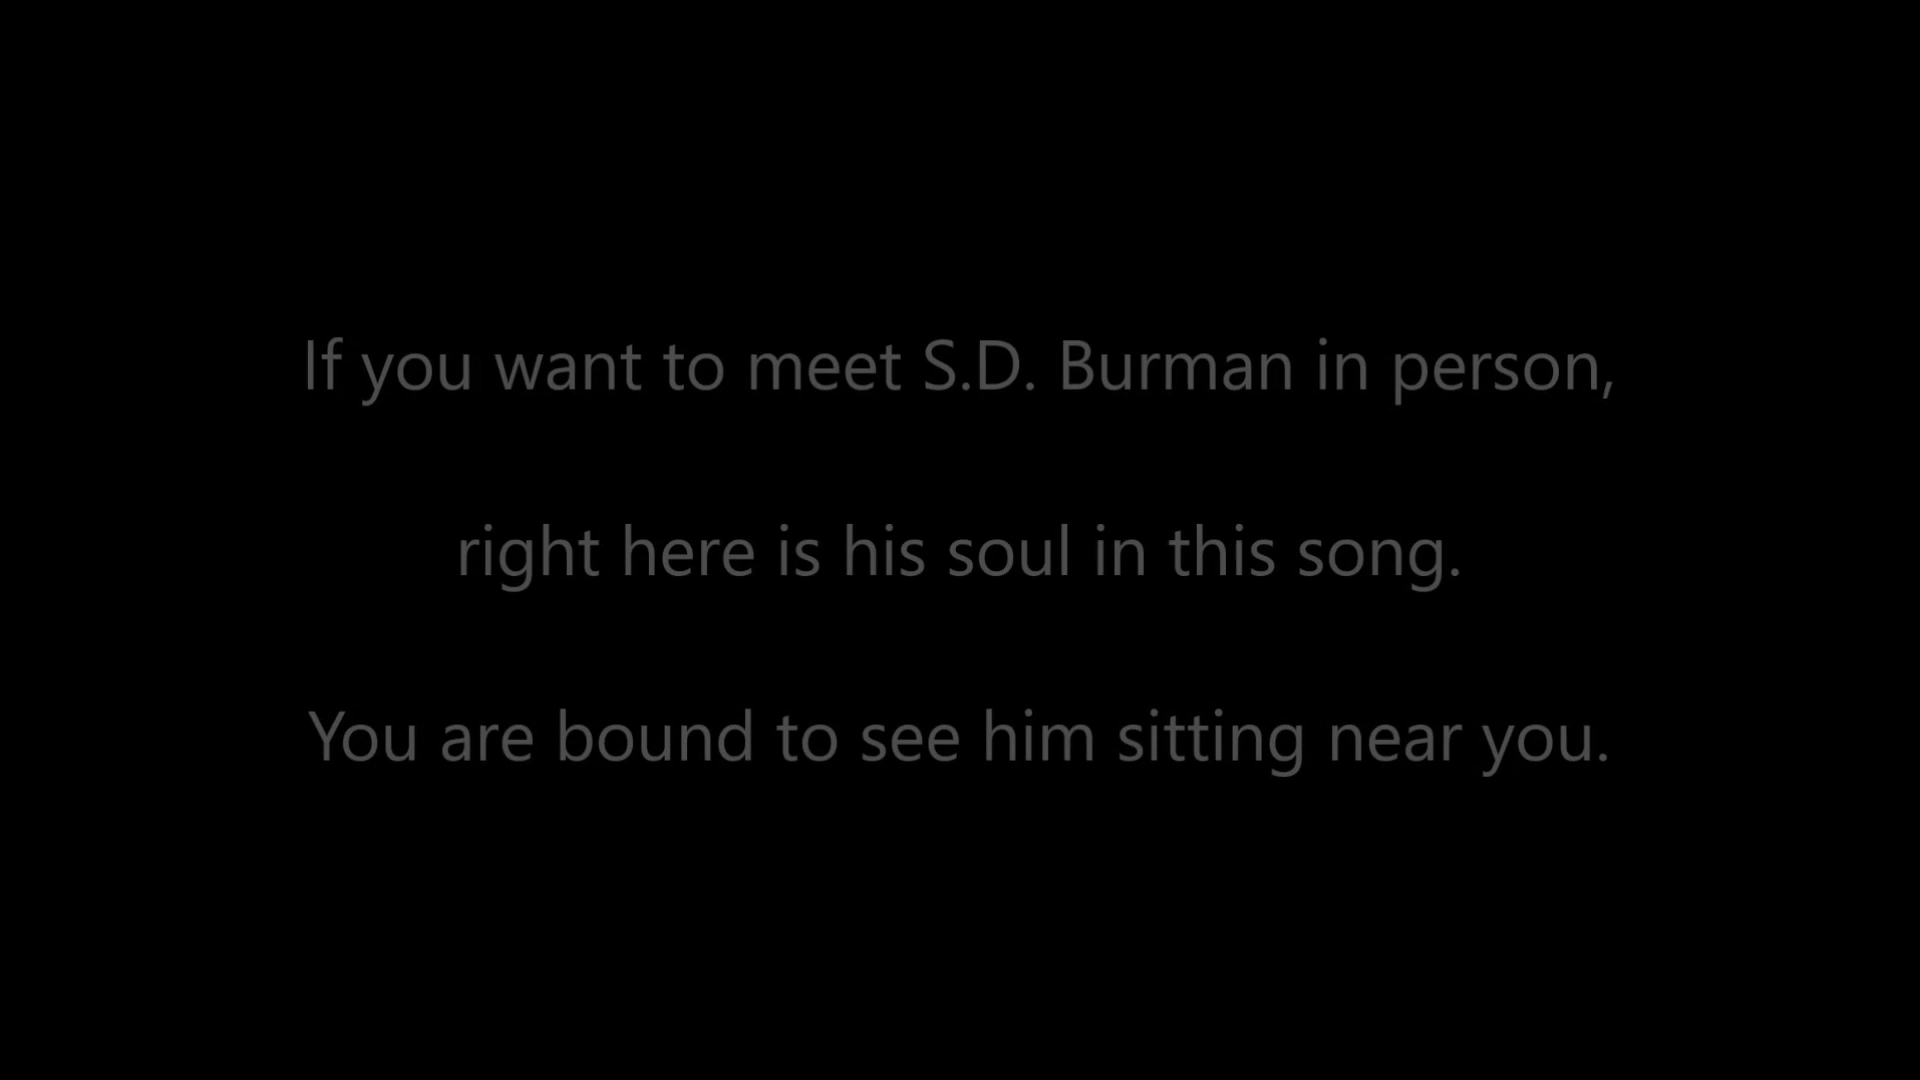 If you want to meet S.D. Burman in person,
right here is his soul in this song.
You are bound to see him sitting near you.